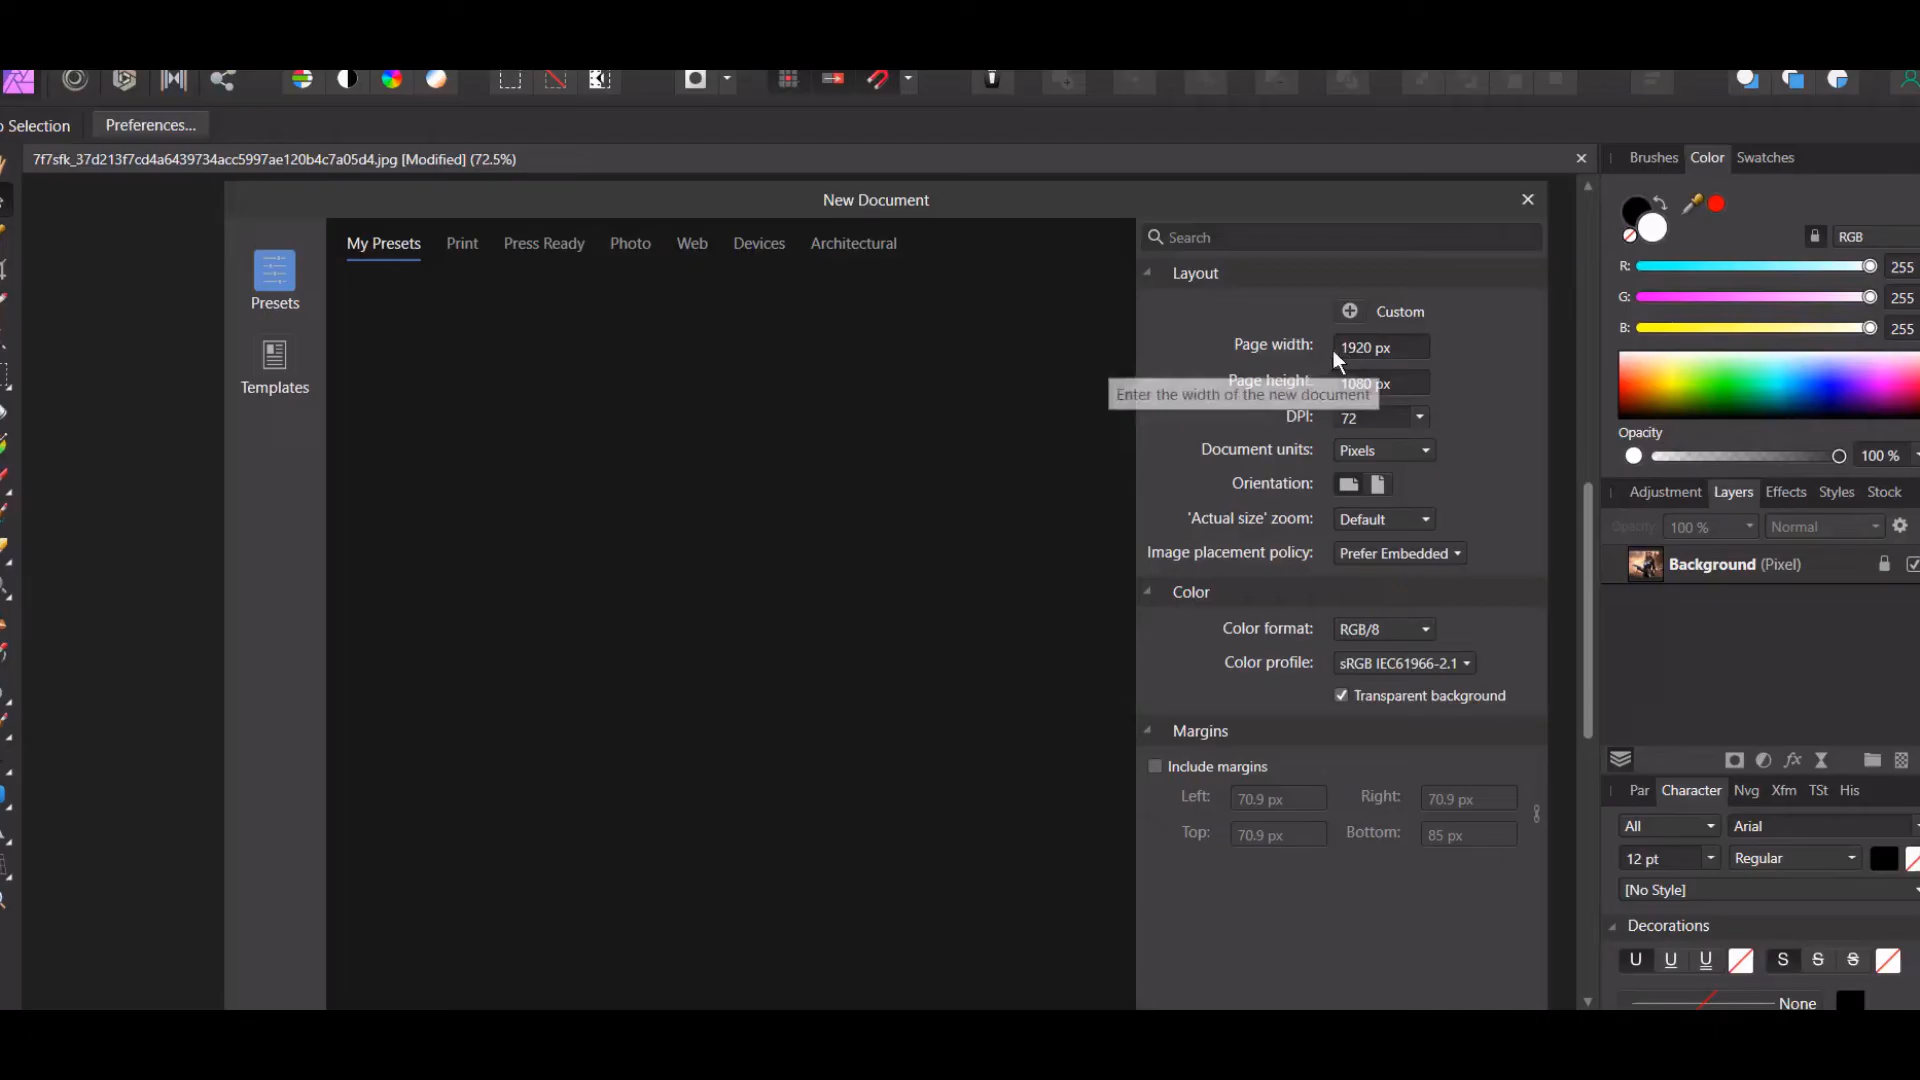 o Selection
Preferences...
7f7sfk_37d213f7cd4a6439734acc5997ae120b4c7a05d4.jpg [Modified] (72.5%)
New Document
My Presets Print Press Ready Photo Web Devices Architectural
Presets
Templates
Search
Layout
Custom
Page width: 1920 px
Page height: 1080 px
Enter the width of the new document
DPI: 72
Document units: Pixels
Orientation:
'Actual size' zoom: Default
Image placement policy: Prefer Embedded
Color
Color format: RGB/8
Color profile: sRGB IEC61966-2.1
Transparent background
Margins
Include margins
Left: 70.9 px Right: 70.9 px
Top: 70.9 px Bottom: 85 px
Brushes Color Swatches
RGB
R: 255
G: 255
B: 255
Opacity
100 %
Adjustment Layers Effects Styles Stock
Opacity: 100 % Normal
Background (Pixel)
Par Character Nvg Xfm TSt His
All Arial
12 pt Regular
[No Style]
Decorations
U U U S S S
None